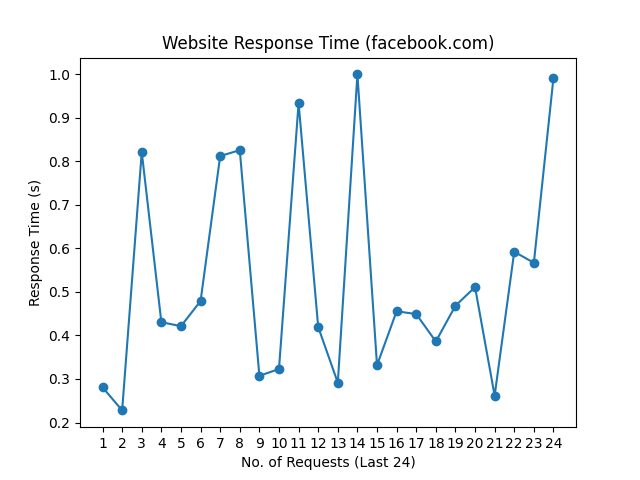 Website Response Time (facebook.com)
1.0
0.9
0.8
0.7
0.6
0.5
0.4
0.3
0.2
Response Time (s)
1 2 3 4 5 6 7 8 9 10 11 12 13 14 15 16 17 18 19 20 21 22 23 24
No. of Requests (Last 24)